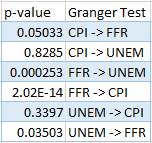 p-value Granger Test
0.05033 CPI -> FFR
0.8285 CPI -> UNEM
0.000253 FFR -> UNEM
2.02E-14 FFR -> CPI
0.3397 UNEM -> CPI
0.03503 UNEM -> FFR